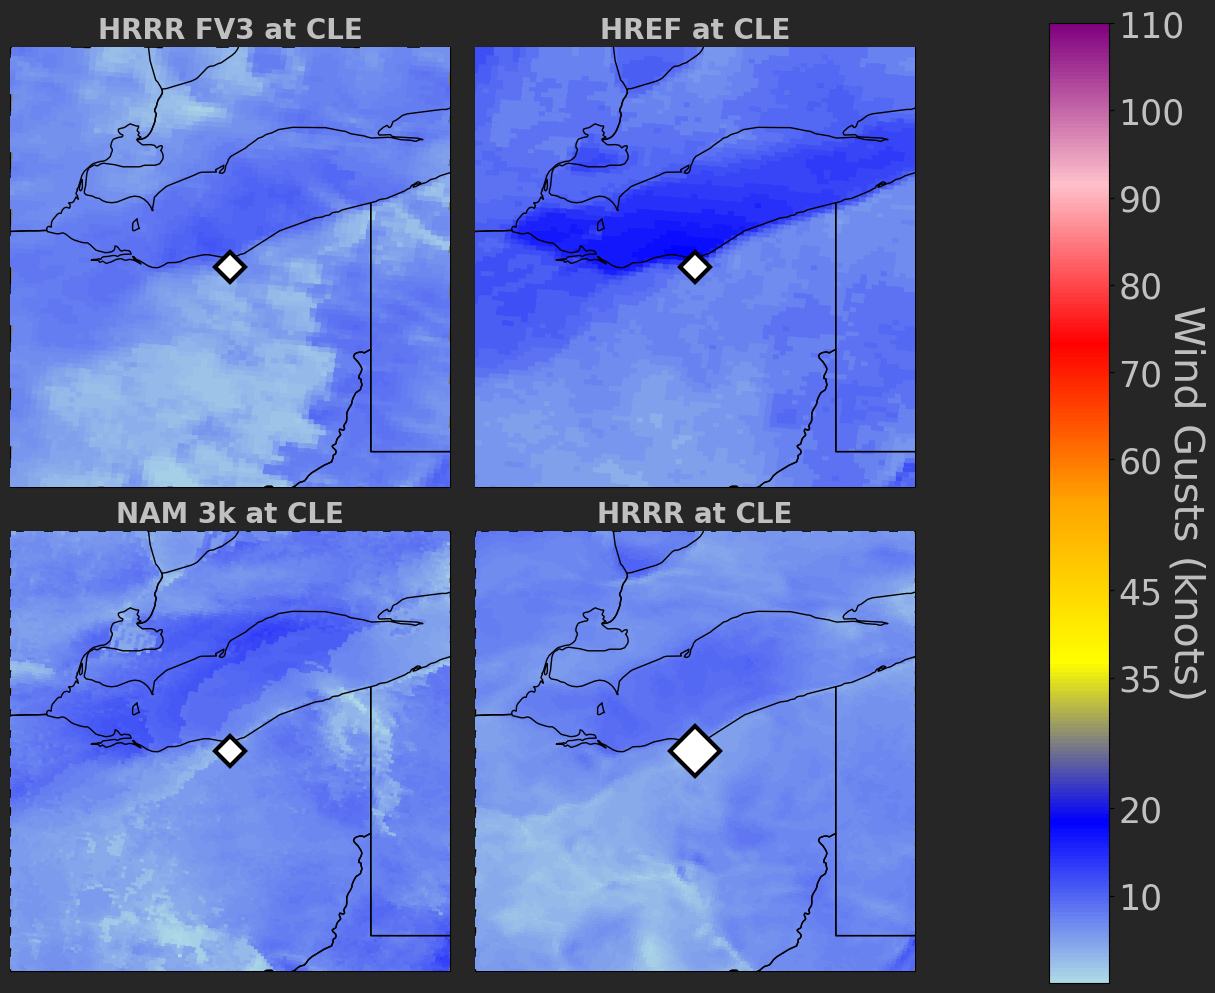 HRRR FV3 at CLE
HREF at CLE
NAM 3k at CLE
HRRR at CLE
110
100
90
80
70
60
45
35
20
10
Wind Gusts (knots)